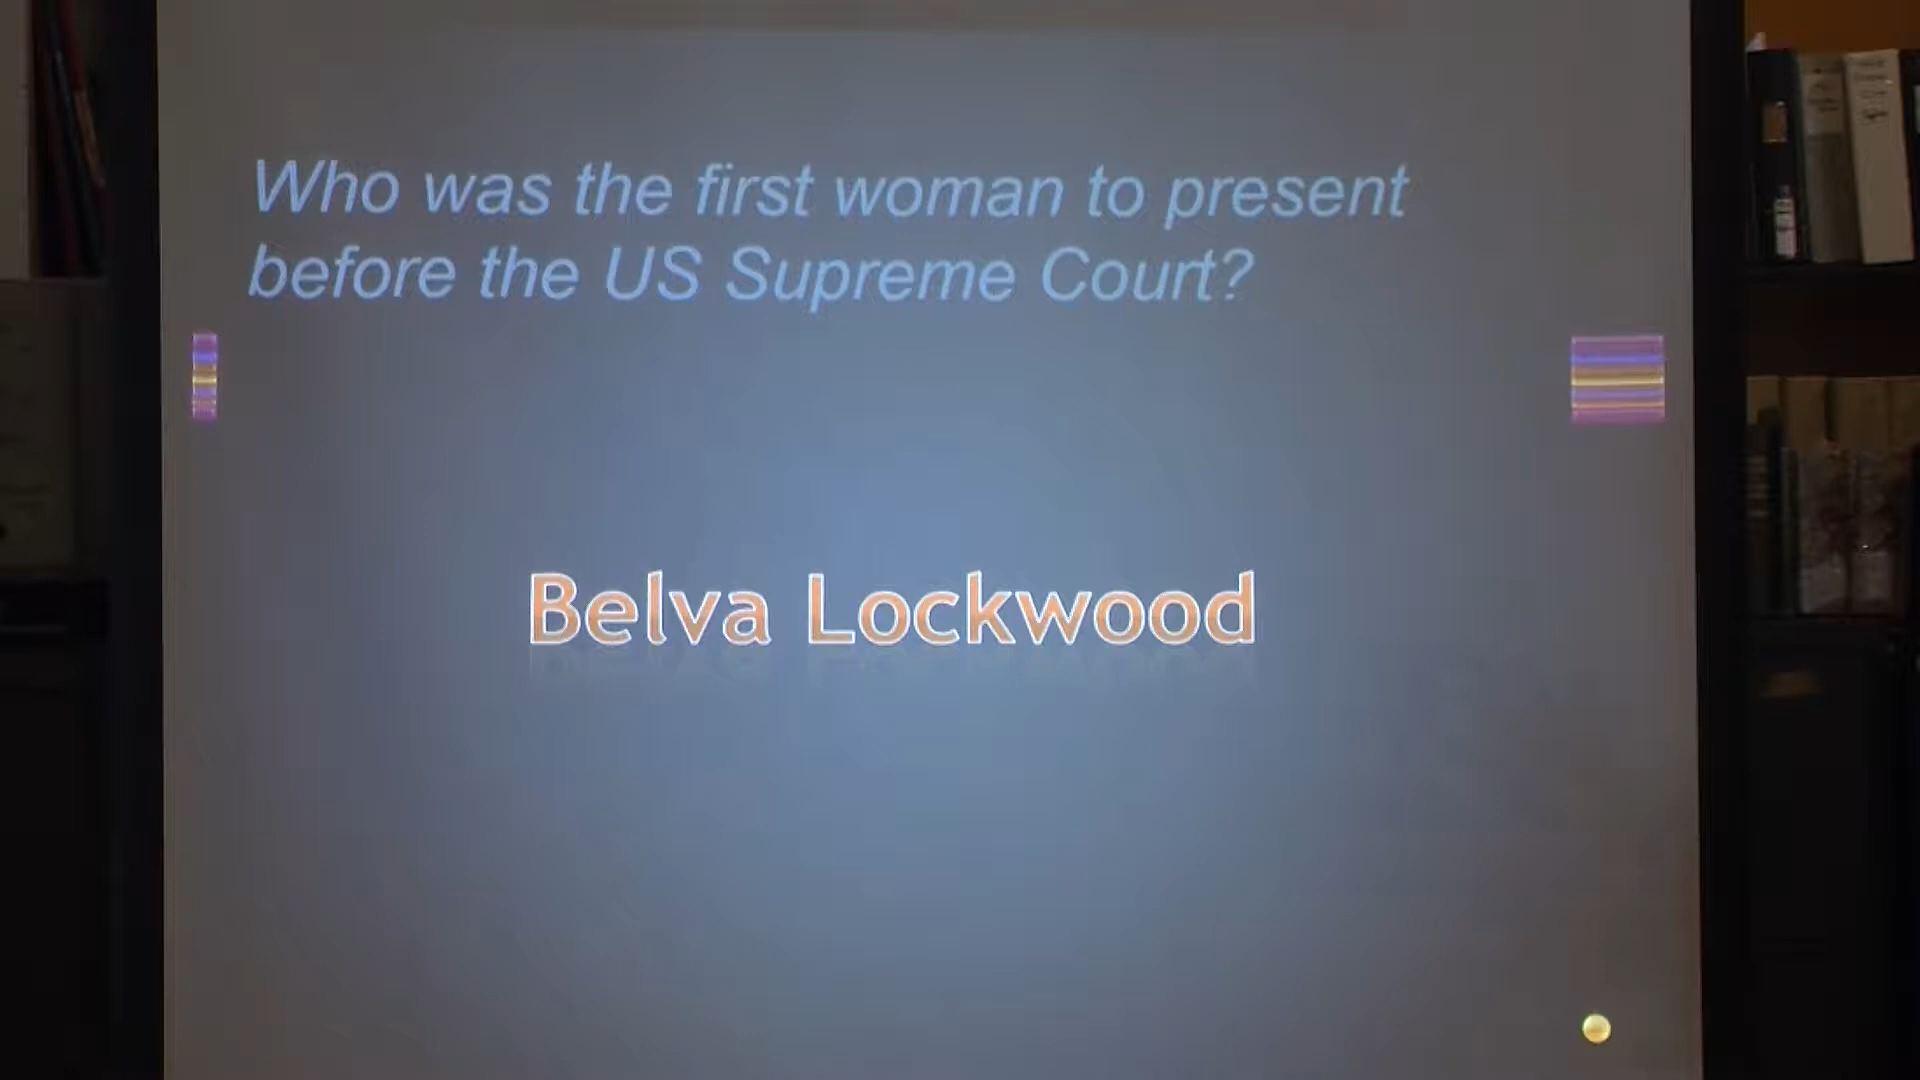 Who was the first woman to present
before the US Supreme Court?
Belva Lockwood